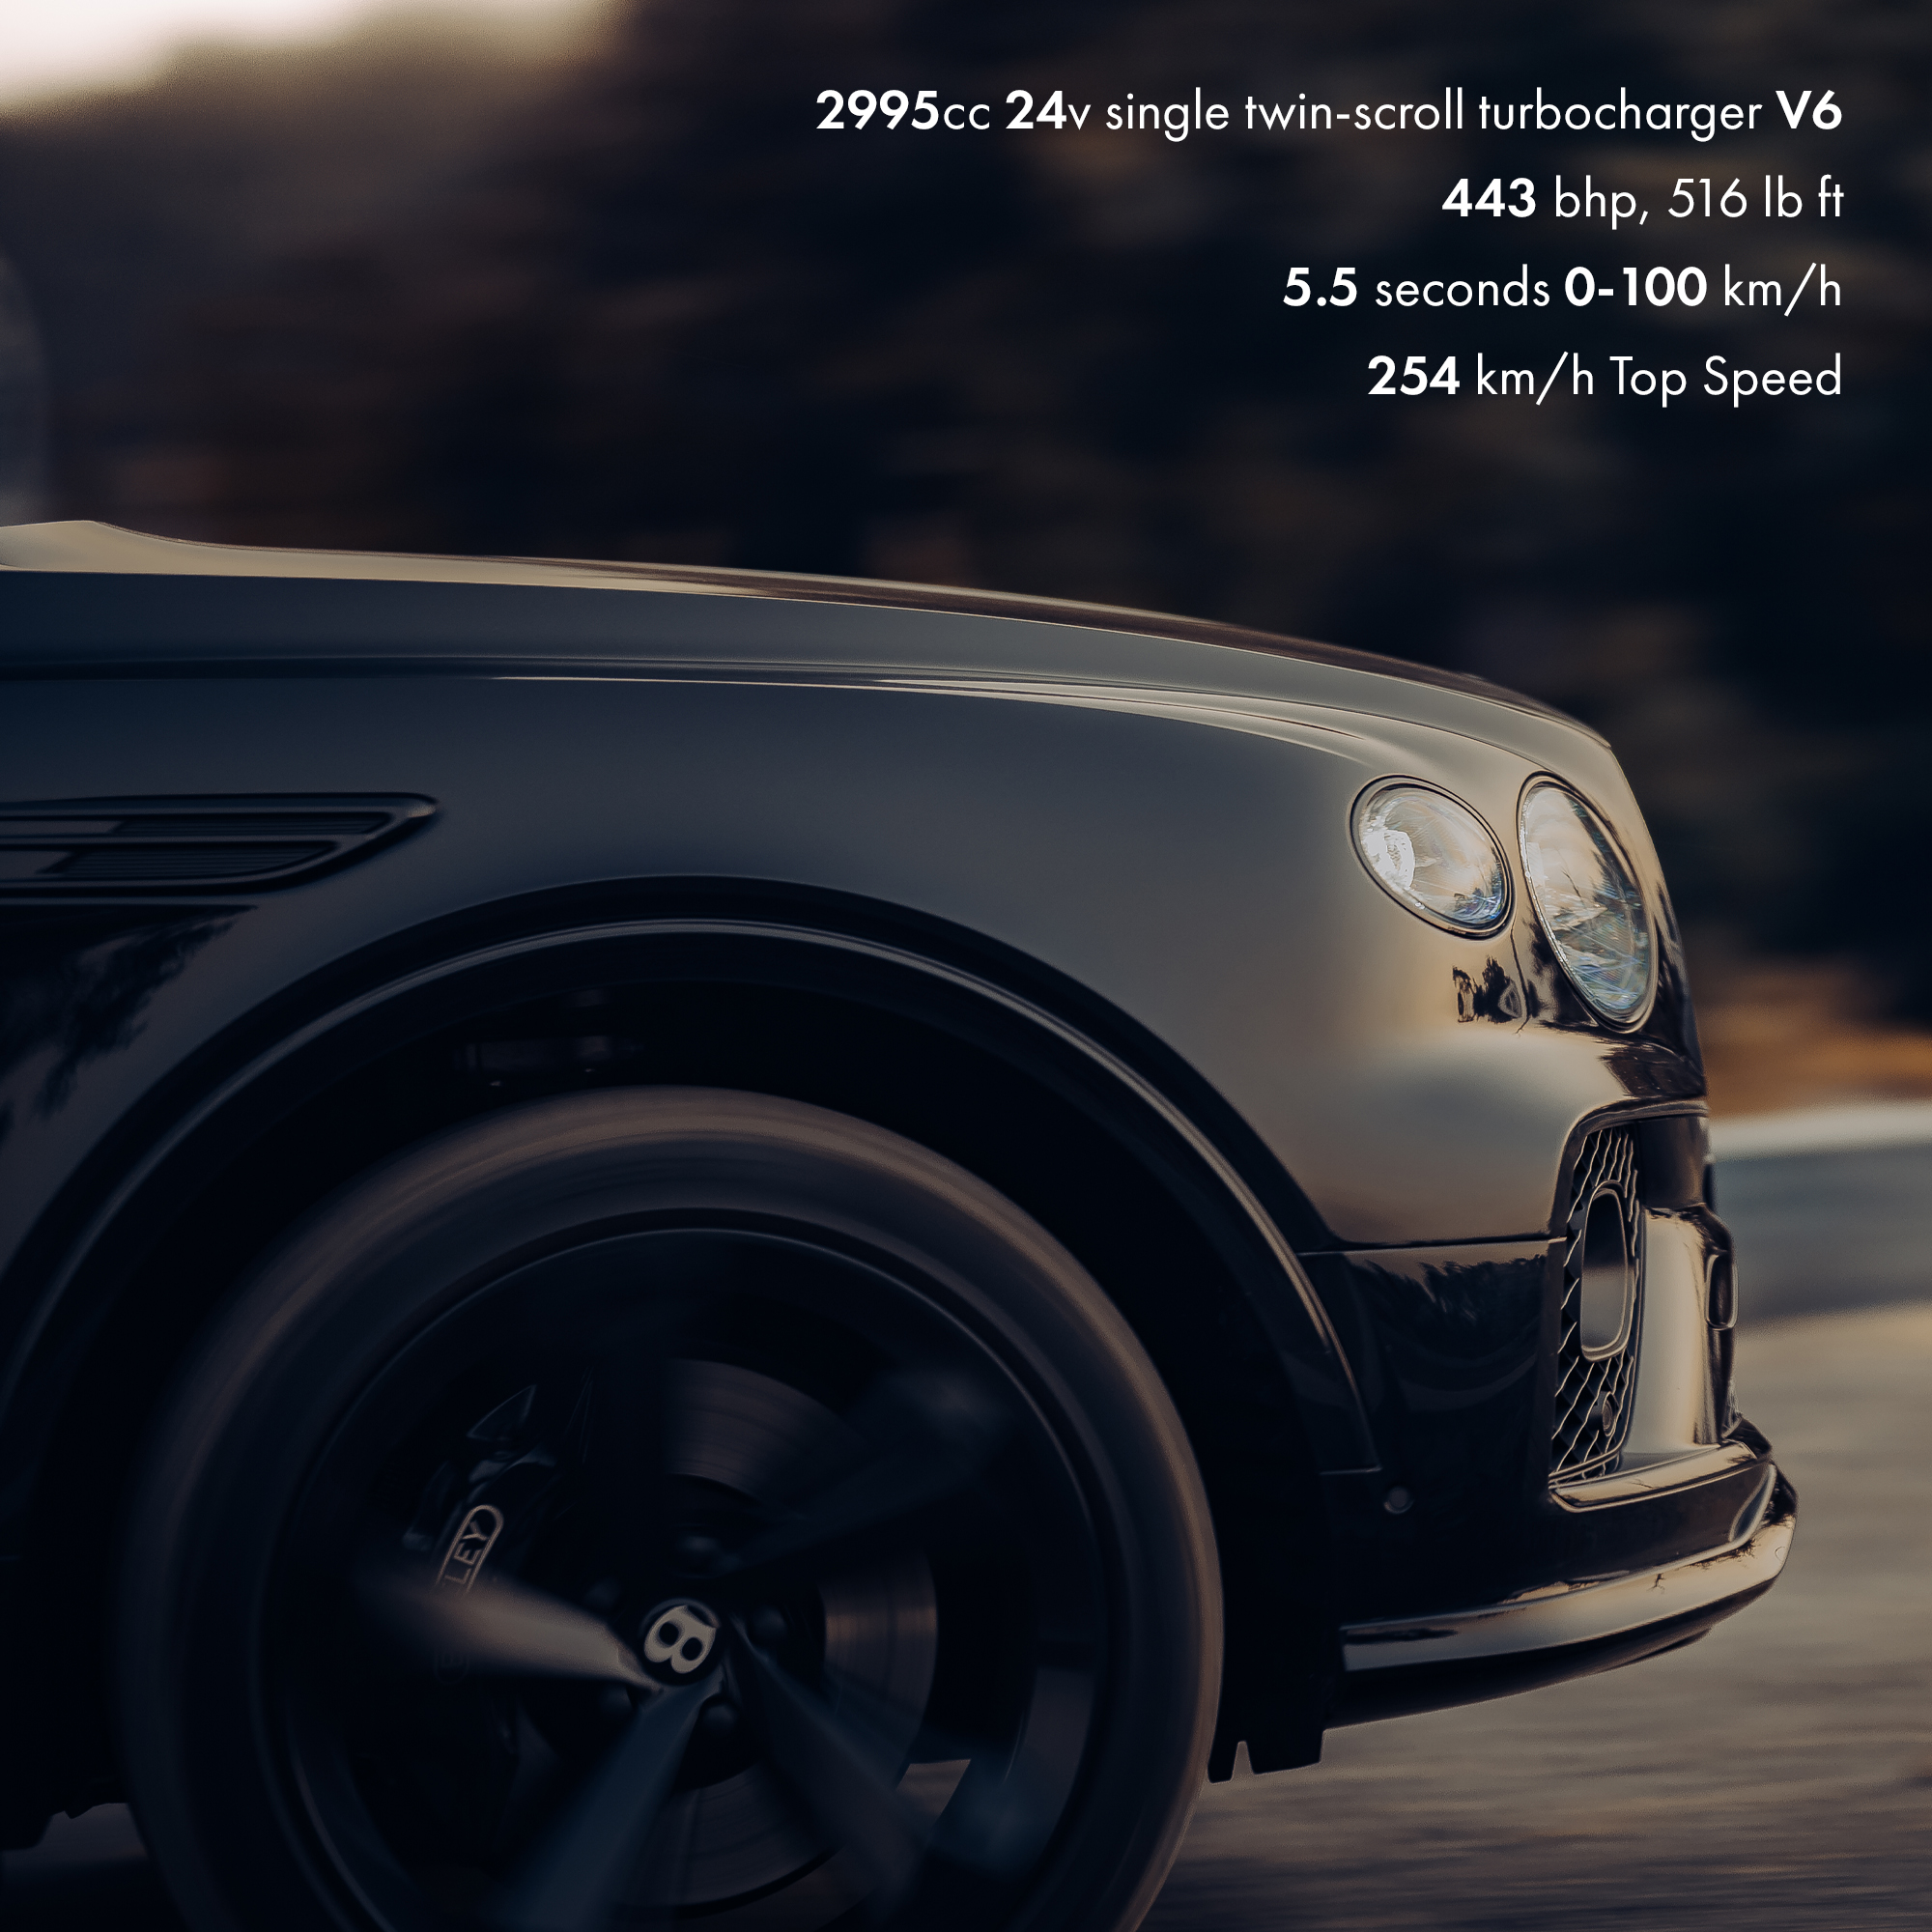 2995cc 24v single twin-scroll turbocharger V6
443 bhp, 516 lb ft
5.5 seconds 0-100 km/h
254 km/h Top Speed
LEY
B